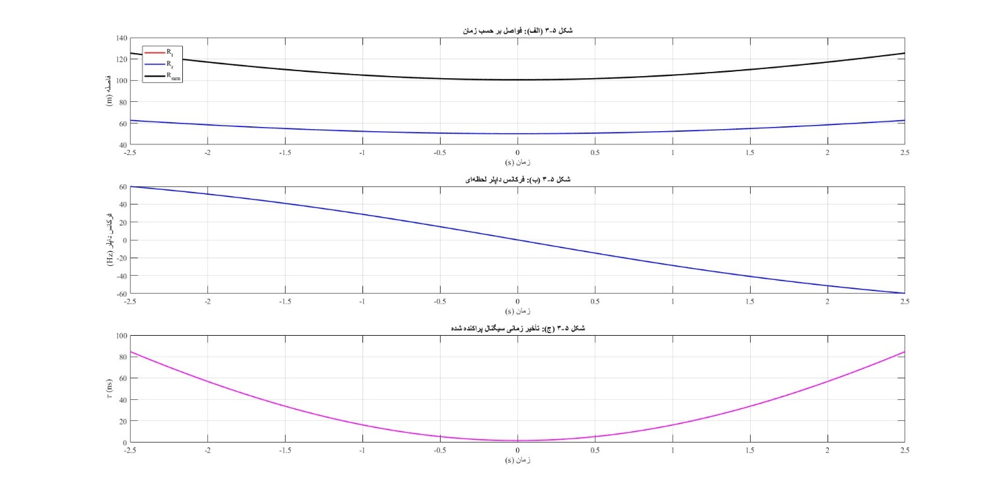 شکل ۵-۳ (الف): فواصل بر حسب زمان
140
120
100
80
60
40
فاصله (m)
R_t
R_r
R_sum
-2.5 -2 -1.5 -1 -0.5 0 0.5 1 1.5 2 2.5
زمان (s)
شکل ۵-۳ (ب): فرکانس داپلر لحظه‌ای
60
40
20
0
-20
-40
-60
فرکانس داپلر (Hz)
-2.5 -2 -1.5 -1 -0.5 0 0.5 1 1.5 2 2.5
زمان (s)
شکل ۵-۳ (ج): تأخیر زمانی سیگنال پراکنده شده
100
80
60
40
20
0
τ (ns)
-2.5 -2 -1.5 -1 -0.5 0 0.5 1 1.5 2 2.5
زمان (s)